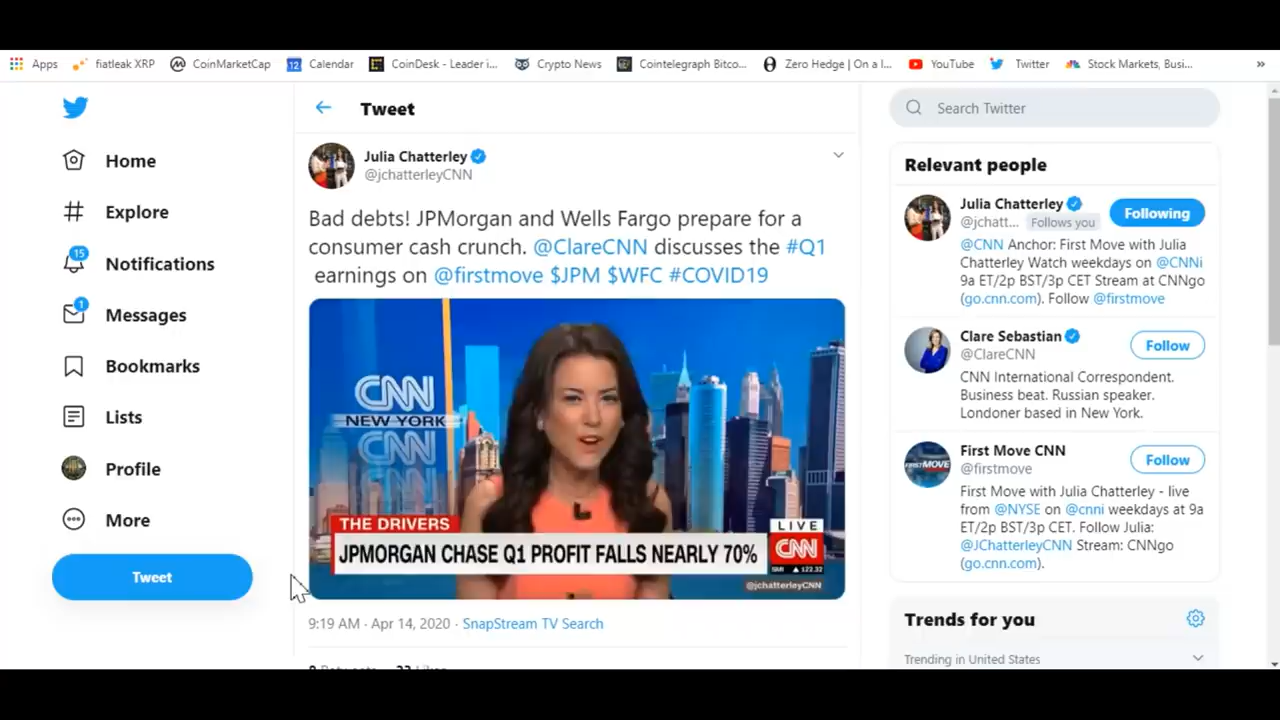 Apps
fiatleak XRP
CoinMarketCap
Calendar
CoinDesk - Leader i...
Crypto News
Cointelegraph Bitco...
Zero Hedge | On a l...
YouTube
Twitter
Stock Markets, Busi...
»
Home
Explore
15
Notifications
1
Messages
Bookmarks
Lists
Profile
More
Tweet
Tweet
Julia Chatterley
@jchatterleyCNN
Bad debts! JPMorgan and Wells Fargo prepare for a
consumer cash crunch. @ClareCNN discusses the #Q1
earnings on @firstmove $JPM $WFC #COVID19
CNN
NEW YORK
CNN
CNN
THE DRIVERS
JPMORGAN CHASE Q1 PROFIT FALLS NEARLY 70%
LIVE
CNN
SMI ▲ 123.32
@jchatterleyCNN
9:19 AM · Apr 14, 2020 · SnapStream TV Search
Search Twitter
Relevant people
Julia Chatterley
@jchatt... Follows you
Following
@CNN Anchor: First Move with Julia
Chatterley Watch weekdays on @CNNi
9a ET/2p BST/3p CET Stream at CNNgo
(go.cnn.com). Follow @firstmove
Clare Sebastian
@ClareCNN
Follow
CNN International Correspondent.
Business beat. Russian speaker.
Londoner based in New York.
FIRST MOVE
First Move CNN
@firstmove
Follow
First Move with Julia Chatterley - live
from @NYSE on @cnni weekdays at 9a
ET/2p BST/3p CET. Follow Julia:
@JChatterleyCNN Stream: CNNgo
(go.cnn.com).
Trends for you
Trending in United States